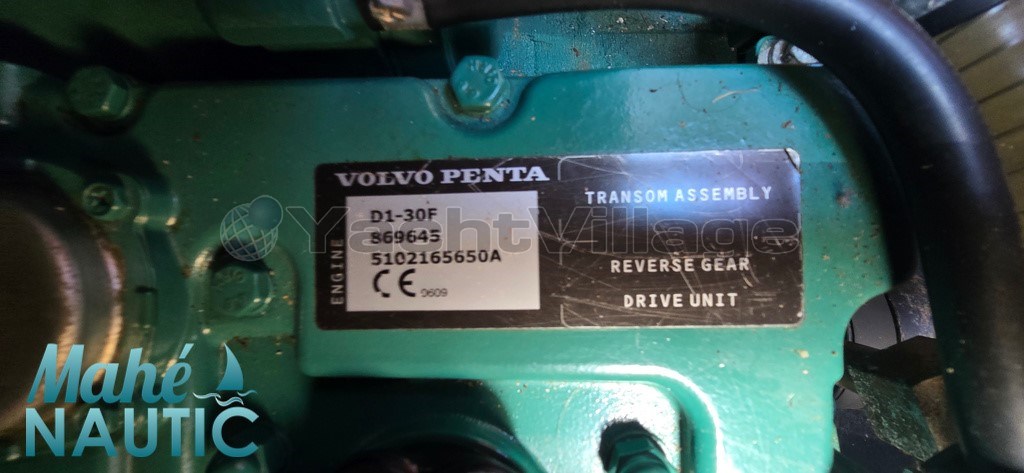 VOLVO PENTA
ENGINE
D1-30F
869645
5102165650A
CE 0609
TRANSOM ASSEMBLY
REVERSE GEAR
DRIVE UNIT
© YachtVillage
Mahé
NAUTIC